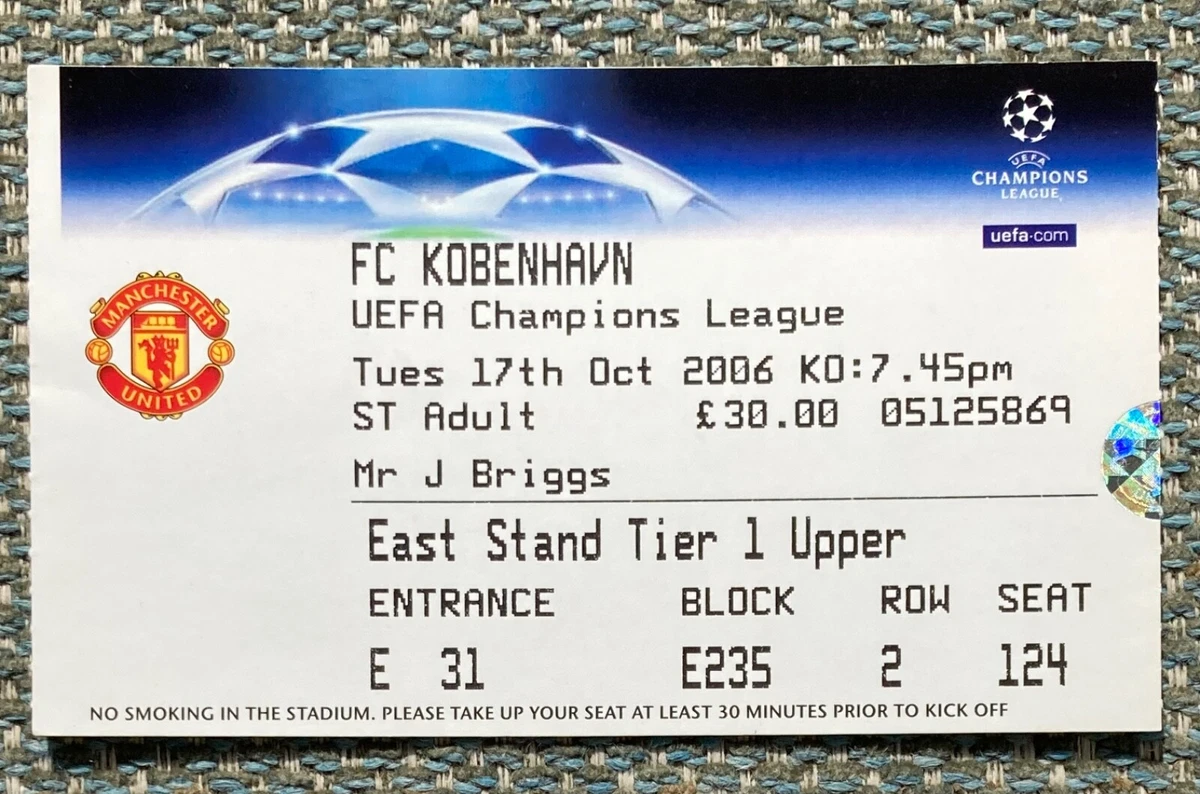 UEFA
CHAMPIONS
LEAGUE
uefa.com
MANCHESTER
UNITED
FC KOBENHAVN
UEFA Champions League
Tues 17th Oct 2006 KO:7.45pm
ST Adult £30.00 05125869
Mr J Briggs
East Stand Tier 1 Upper
ENTRANCE BLOCK ROW SEAT
E 31 E235 2 124
NO SMOKING IN THE STADIUM. PLEASE TAKE UP YOUR SEAT AT LEAST 30 MINUTES PRIOR TO KICK OFF